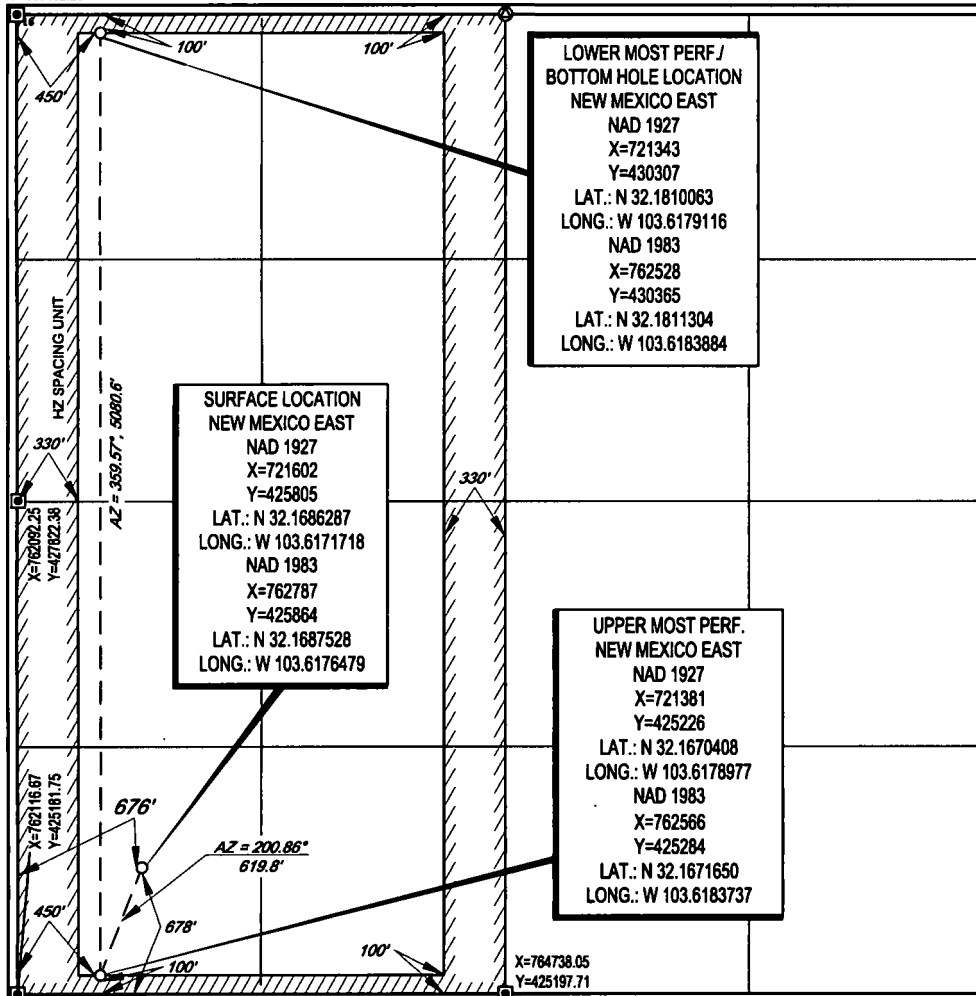 100'
100'
450'
LOWER MOST PERF./
BOTTOM HOLE LOCATION
NEW MEXICO EAST
NAD 1927
X=721343
Y=430307
LAT.: N 32.1810063
LONG.: W 103.6179116
NAD 1983
X=762528
Y=430365
LAT.: N 32.1811304
LONG.: W 103.6183884
HZ SPACING UNIT
AZ = 359.57°, 5080.6'
330'
X=762092.25
Y=427622.38
SURFACE LOCATION
NEW MEXICO EAST
NAD 1927
X=721602
Y=425805
LAT.: N 32.1686287
LONG.: W 103.6171718
NAD 1983
X=762787
Y=425864
LAT.: N 32.1687528
LONG.: W 103.6176479
330'
UPPER MOST PERF.
NEW MEXICO EAST
NAD 1927
X=721381
Y=425226
LAT.: N 32.1670408
LONG.: W 103.6178977
NAD 1983
X=762566
Y=425284
LAT.: N 32.1671650
LONG.: W 103.6183737
X=762116.67
Y=425181.75
676'
AZ = 200.86°
619.8'
450'
678'
100'
100'
X=764738.05
Y=425197.71